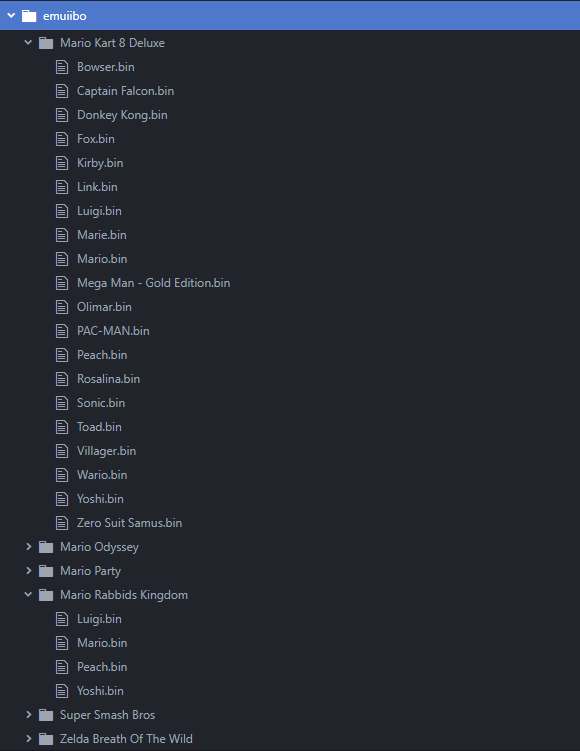 emuiibo
Mario Kart 8 Deluxe
Bowser.bin
Captain Falcon.bin
Donkey Kong.bin
Fox.bin
Kirby.bin
Link.bin
Luigi.bin
Marie.bin
Mario.bin
Mega Man - Gold Edition.bin
Olimar.bin
PAC-MAN.bin
Peach.bin
Rosalina.bin
Sonic.bin
Toad.bin
Villager.bin
Wario.bin
Yoshi.bin
Zero Suit Samus.bin
Mario Odyssey
Mario Party
Mario Rabbids Kingdom
Luigi.bin
Mario.bin
Peach.bin
Yoshi.bin
Super Smash Bros
Zelda Breath Of The Wild